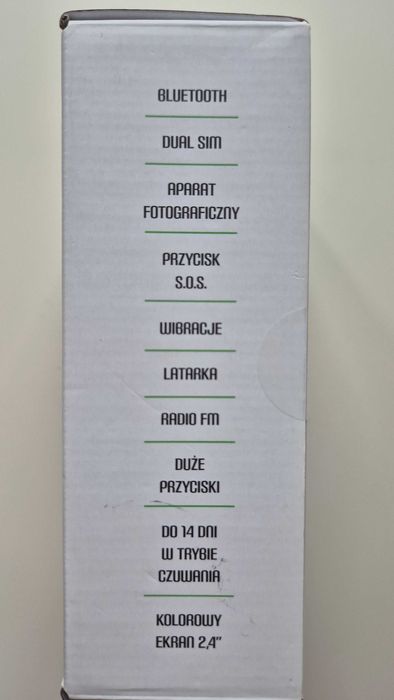 BLUETOOTH
DUAL SIM
APARAT
FOTOGRAFICZNY
PRZYCISK
S.O.S.
WIBRACJE
LATARKA
RADIO FM
DUŻE
PRZYCISKI
DO 14 DNI
W TRYBIE
CZUWANIA
KOLOROWY
EKRAN 2,4"